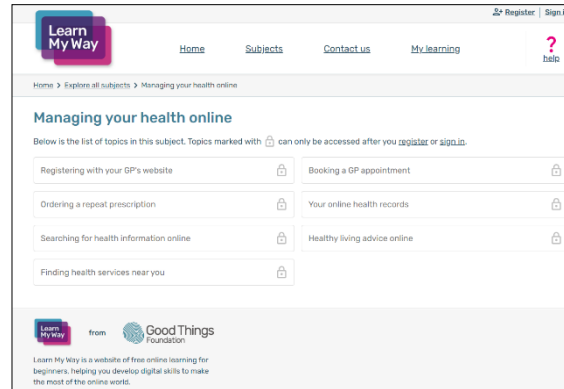 Register | Sign i
Learn
My Way
Home Subjects Contact us My learning
?
help
Home > Explore all subjects > Managing your health online
Managing your health online
Below is the list of topics in this subject. Topics marked with can only be accessed after you register or sign in.
Registering with your GP's website
Booking a GP appointment
Ordering a repeat prescription
Your online health records
Searching for health information online
Healthy living advice online
Finding health services near you
Learn
My Way
from
Good Things
Foundation
Learn My Way is a website of free online learning for
beginners, helping you develop digital skills to make
the most of the online world.